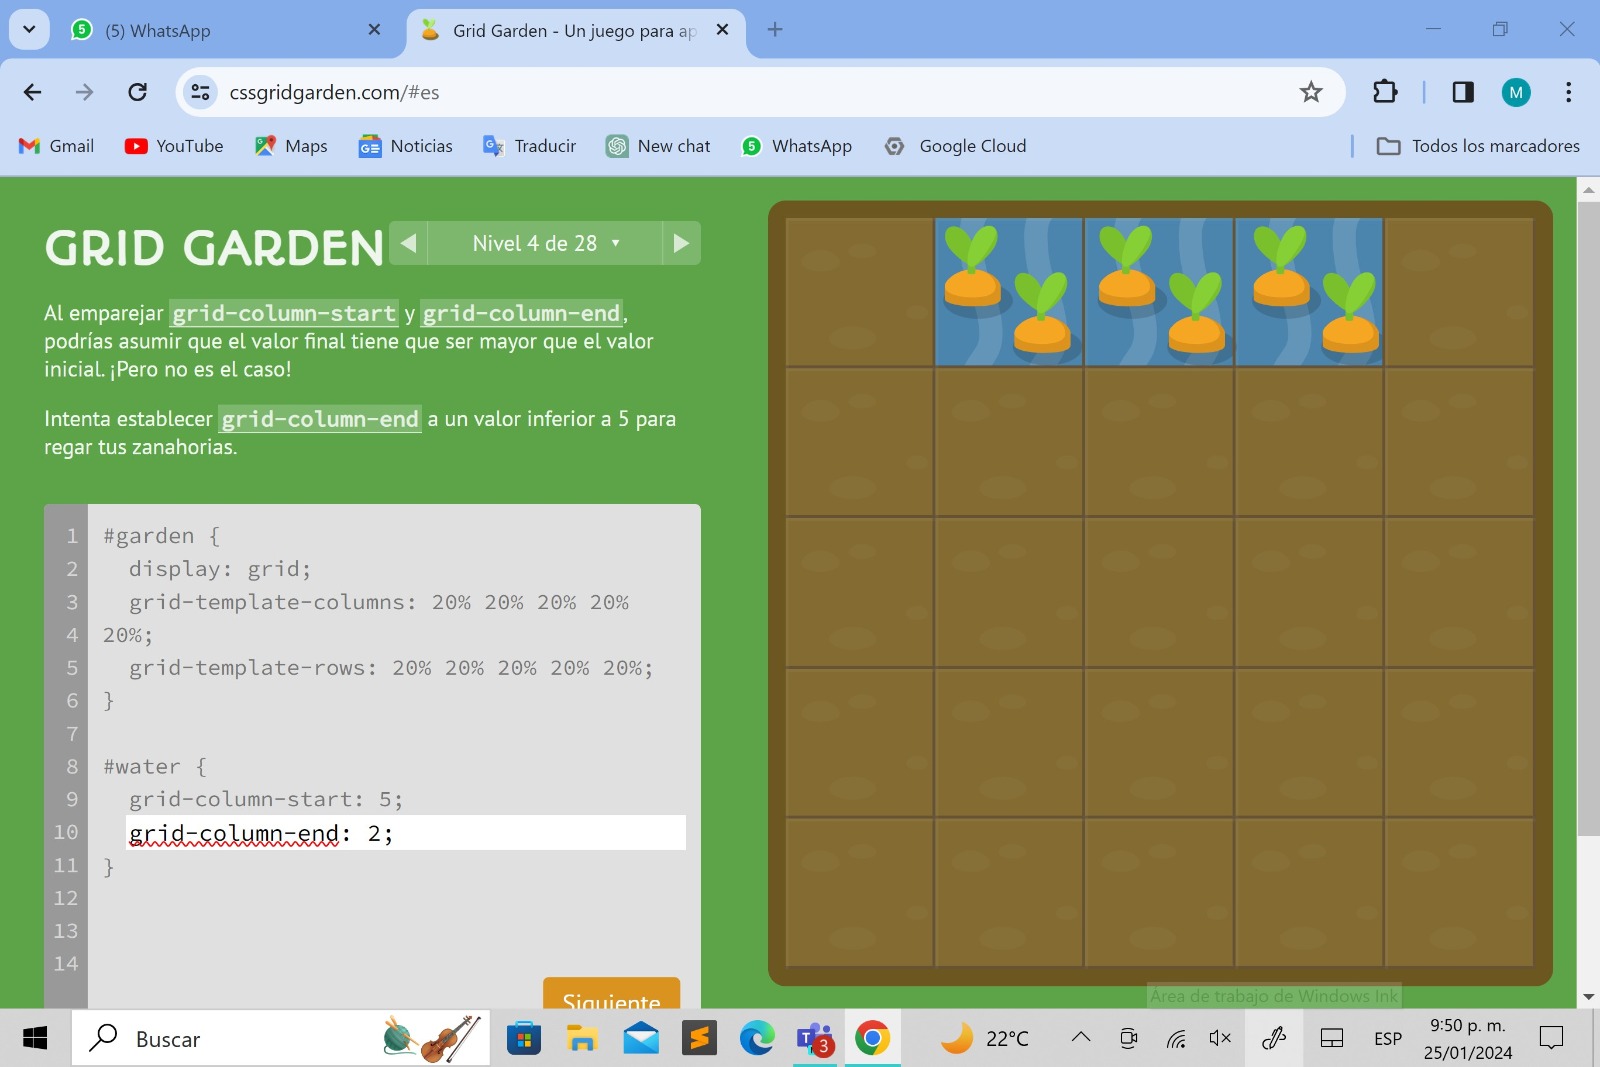 (5) WhatsApp
Grid Garden - Un juego para ap
cssgridgarden.com/#es
M
Gmail
YouTube
Maps
Noticias
Traducir
New chat
WhatsApp
Google Cloud
Todos los marcadores
GRID GARDEN
Nivel 4 de 28
Al emparejar grid-column-start y grid-column-end,
podrías asumir que el valor final tiene que ser mayor que el valor
inicial. ¡Pero no es el caso!
Intenta establecer grid-column-end a un valor inferior a 5 para
regar tus zanahorias.
1 #garden {
2 display: grid;
3 grid-template-columns: 20% 20% 20% 20%
4 20%;
5 grid-template-rows: 20% 20% 20% 20% 20%;
6 }
7
8 #water {
9 grid-column-start: 5;
10 grid-column-end: 2;
11 }
12
13
14
Siguiente
Área de trabajo de Windows Ink
Buscar
3
22°C
ESP
9:50 p. m.
25/01/2024